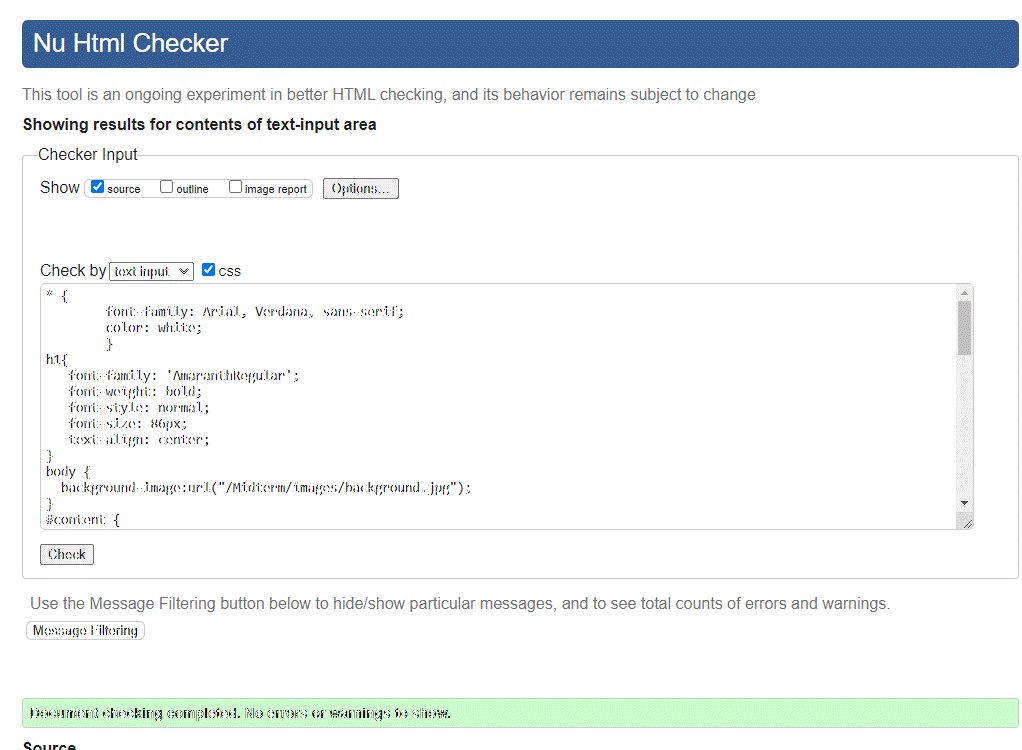 Nu Html Checker
This tool is an ongoing experiment in better HTML checking, and its behavior remains subject to change
Showing results for contents of text-input area
Checker Input
Show source outline image report Options...
Check by text input css
* {
font-family: Arial, Verdana, sans-serif;
color: white;
}
h1{
font-family: 'AmaranthRegular';
font-weight: bold;
font-style: normal;
font-size: 86px;
text-align: center;
}
body {
background-image:url("/Midterm/images/background.jpg");
}
#content {
Check
Use the Message Filtering button below to hide/show particular messages, and to see total counts of errors and warnings.
Message Filtering
Document checking completed. No errors or warnings to show.
Source